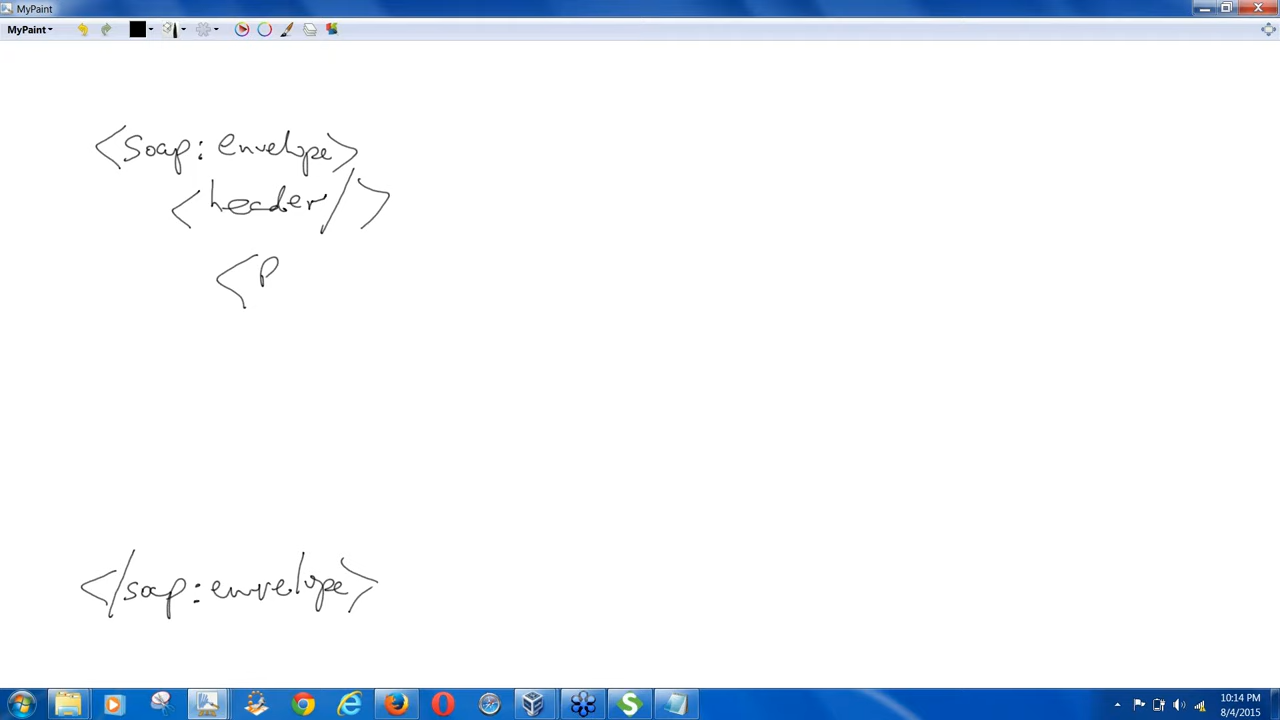 MyPaint
MyPaint
<soap: envelope>
<header/>
<P
</soap:envelope>
10:14 PM
8/4/2015